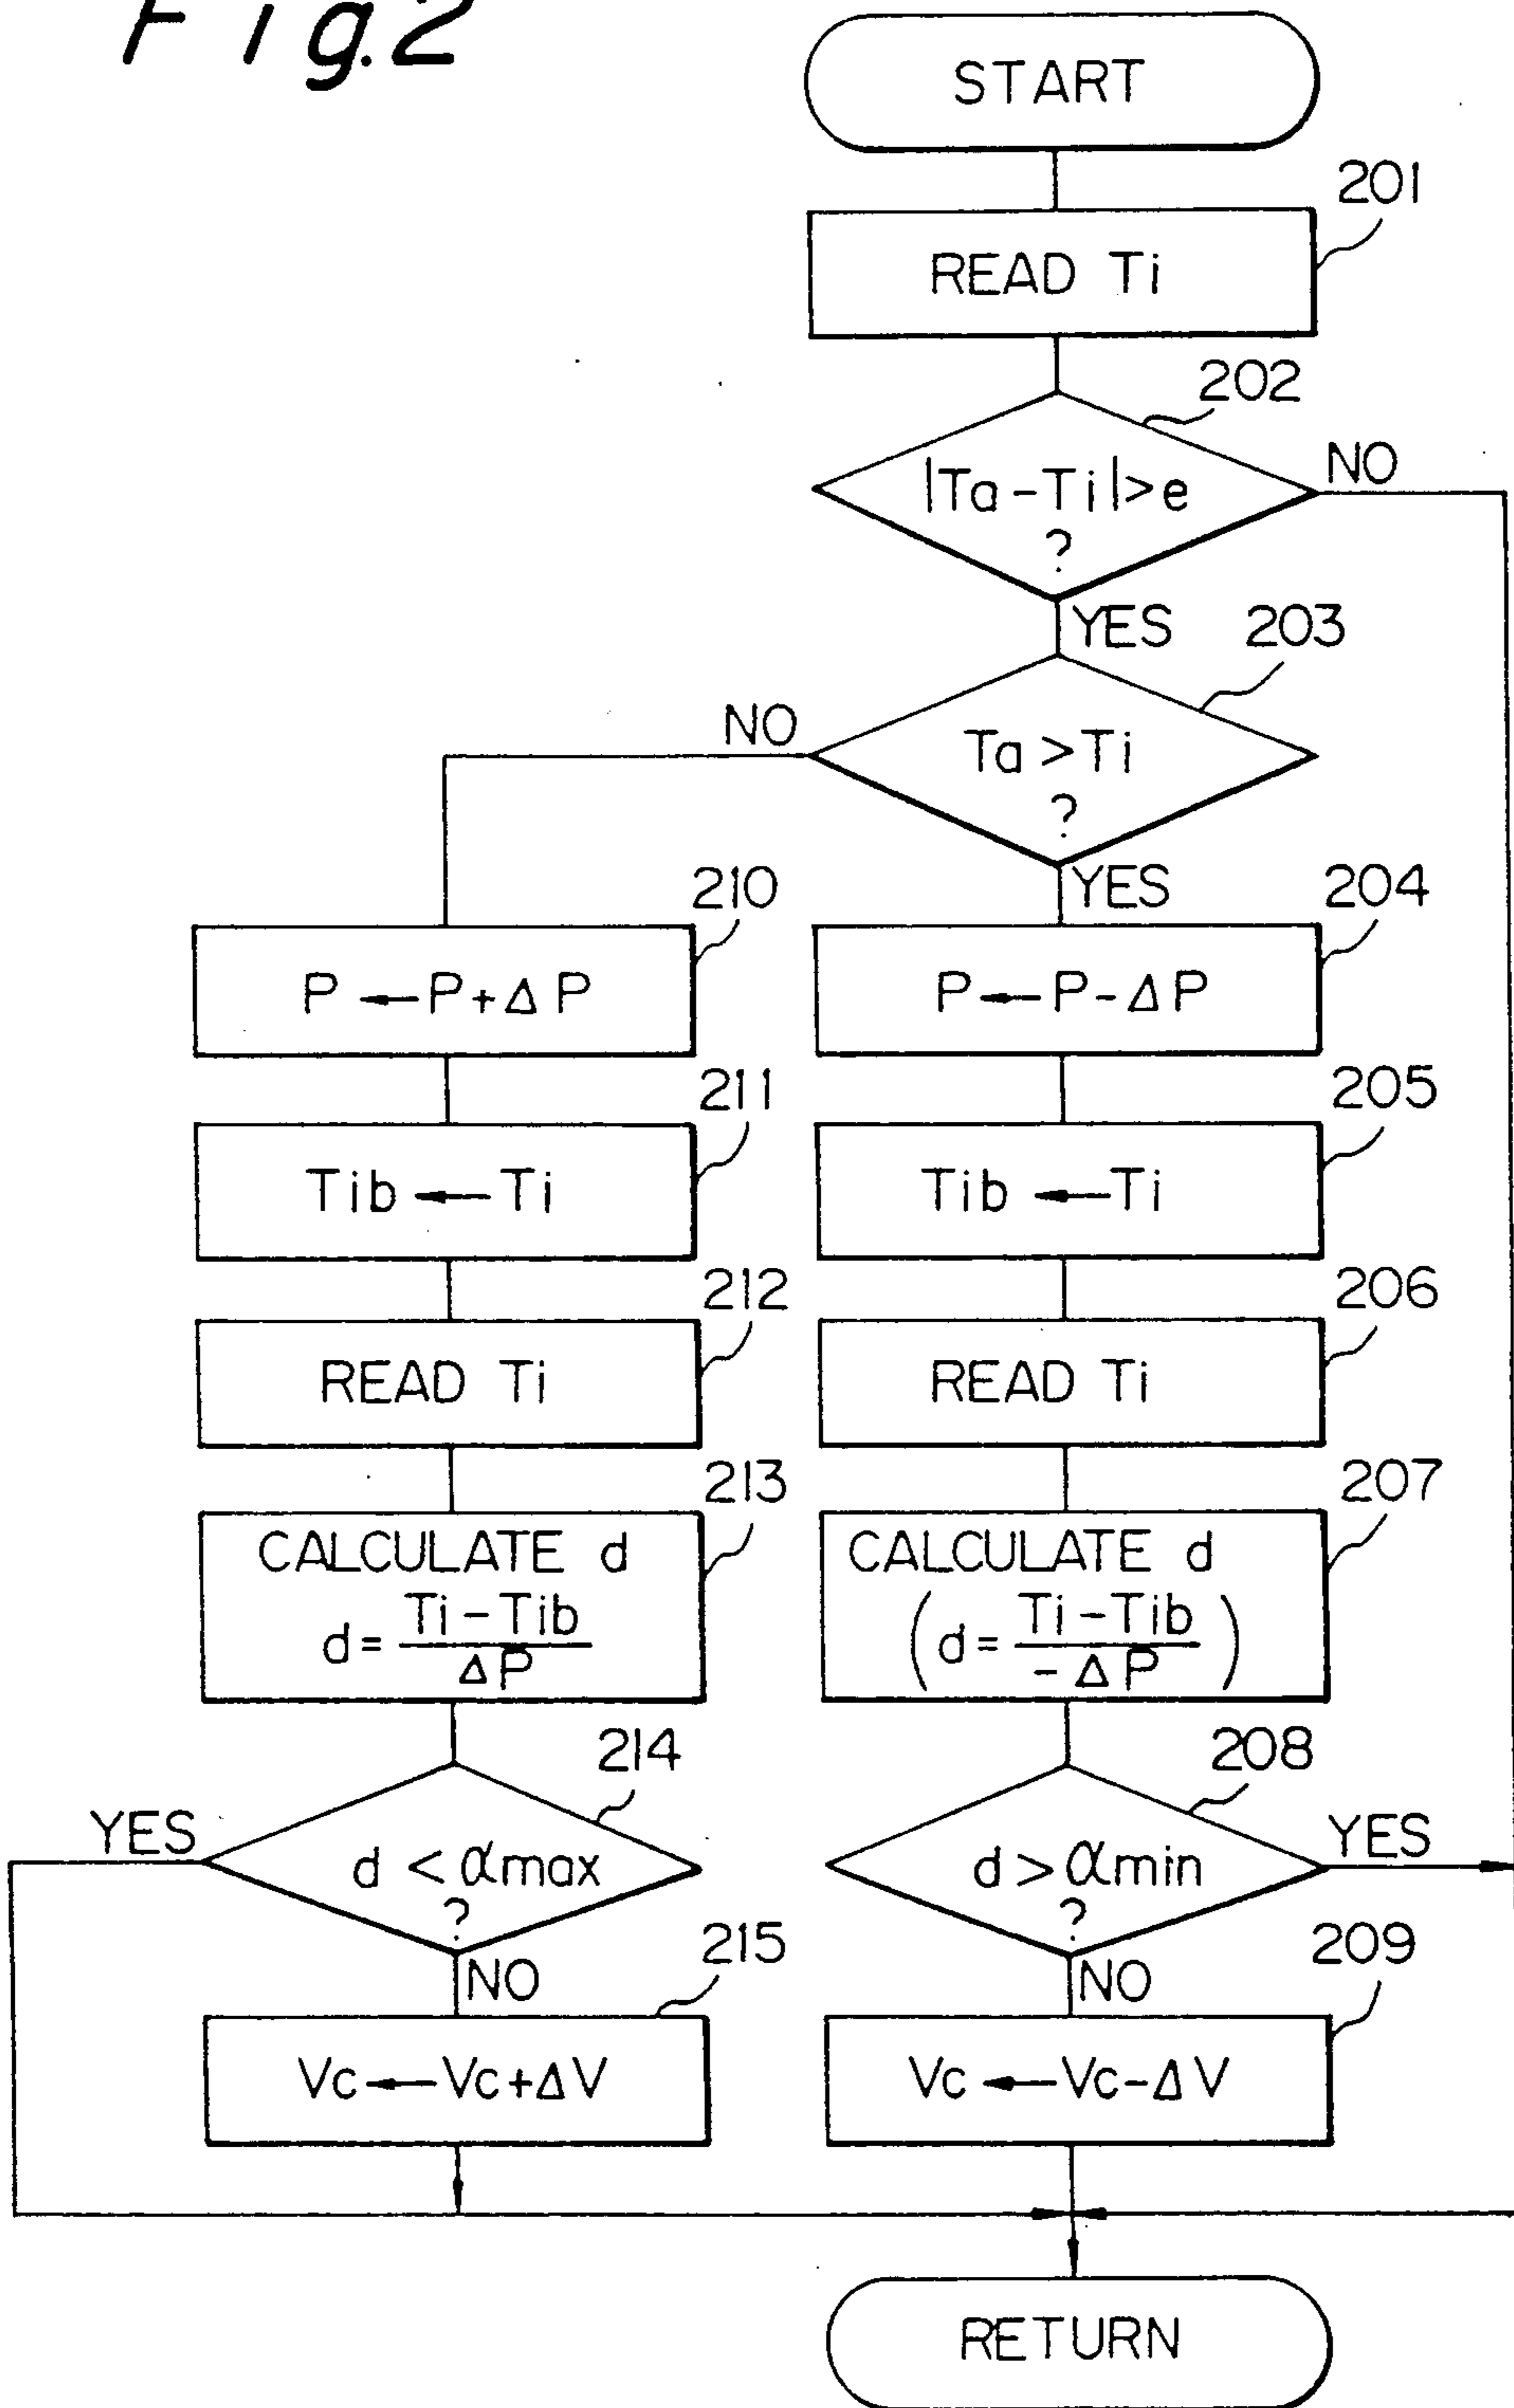 Fig.2
START
201
READ Ti
202
|Ta-Ti|>e
?
NO
YES
203
Ta>Ti
?
NO
YES
210
P←P+ΔP
204
P←P-ΔP
211
Tib←Ti
205
Tib←Ti
212
READ Ti
206
READ Ti
213
CALCULATE d
d=(Ti-Tib)/ΔP
207
CALCULATE d
(d=(Ti-Tib)/-ΔP)
214
YES
d<αmax
?
NO
208
d>αmin
?
YES
NO
215
Vc←Vc+ΔV
209
Vc←Vc-ΔV
RETURN